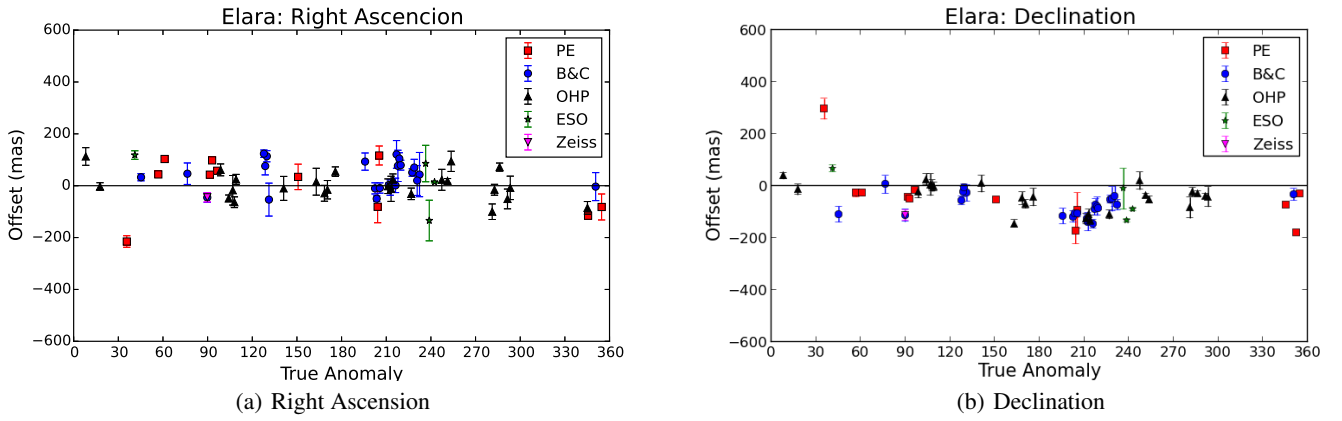 Elara: Right Ascencion
Offset (mas)
600
400
200
0
−200
−400
−600
0 30 60 90 120 150 180 210 240 270 300 330 360
True Anomaly
PE
B&C
OHP
ESO
Zeiss
(a) Right Ascension
Elara: Declination
Offset (mas)
600
400
200
0
−200
−400
−600
0 30 60 90 120 150 180 210 240 270 300 330 360
True Anomaly
PE
B&C
OHP
ESO
Zeiss
(b) Declination